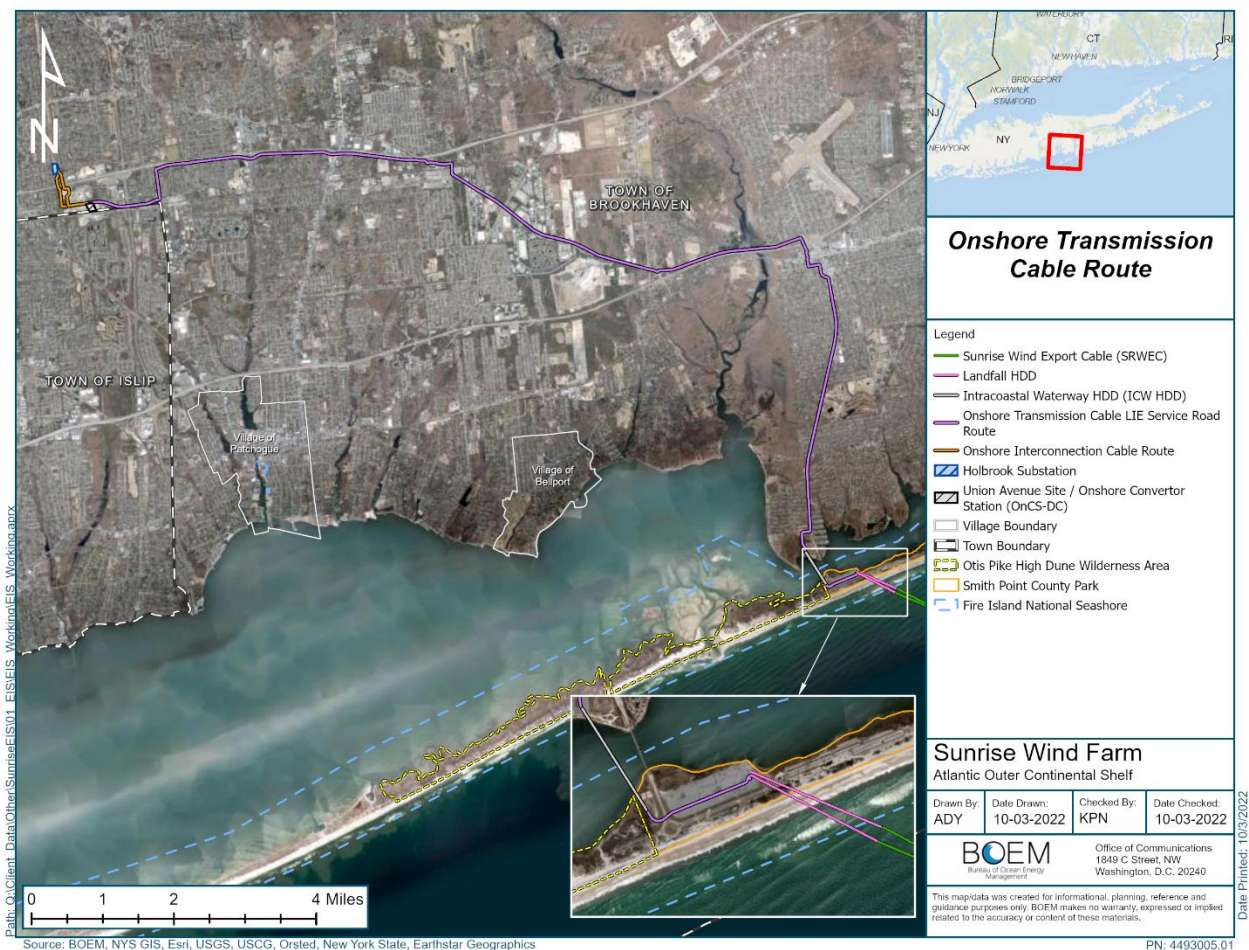 N
TOWN OF
BROOKHAVEN
TOWN OF ISLIP
Village of
Patchogue
Village of
Bellport
0 1 2 4 Miles
Path: Q:\Client_Data\Other\SunriseEIS\01_EIS\EIS_Working\EIS_Working.aprx
Source: BOEM, NYS GIS, Esri, USGS, USCG, Orsted, New York State, Earthstar Geographics
WATERBURY
CT
RI
NEW HAVEN
BRIDGEPORT
NORWALK
STAMFORD
NJ
NY
NEW YORK
Onshore Transmission
Cable Route
Legend
Sunrise Wind Export Cable (SRWEC)
Landfall HDD
Intracoastal Waterway HDD (ICW HDD)
Onshore Transmission Cable LIE Service Road
Route
Onshore Interconnection Cable Route
Holbrook Substation
Union Avenue Site / Onshore Convertor
Station (OnCS-DC)
Village Boundary
Town Boundary
Otis Pike High Dune Wilderness Area
Smith Point County Park
Fire Island National Seashore
Sunrise Wind Farm
Atlantic Outer Continental Shelf
Drawn By: Date Drawn: Checked By: Date Checked:
ADY 10-03-2022 KPN 10-03-2022
BOEM
Bureau of Ocean Energy
Management
Office of Communications
1849 C Street, NW
Washington, D.C. 20240
This map/data was created for informational, planning, reference and
guidance purposes only. BOEM makes no warranty, expressed or implied
related to the accuracy or content of these materials.
Date Printed: 10/3/2022
PN: 4493005.01